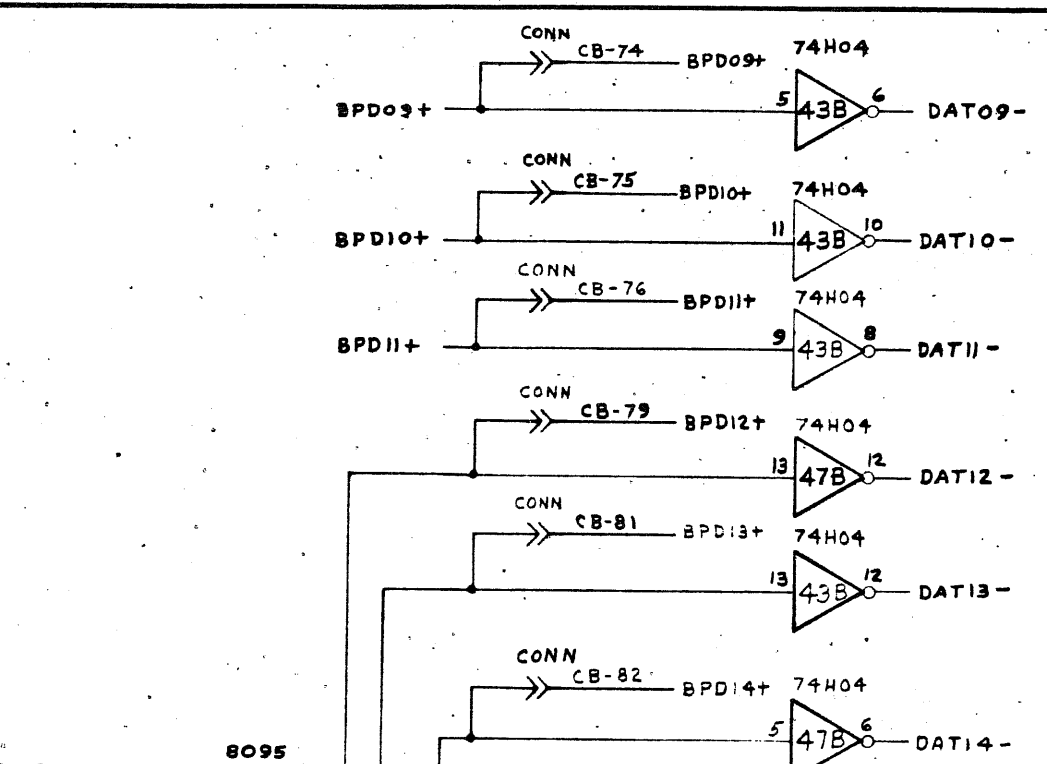 CONN
CB-74 BPD09+ 74H04
BPD09+ 5 43B 6 DAT09-
CONN
CB-75 BPD10+ 74H04
BPD10+ 11 43B 10 DAT10-
CONN
CB-76 BPD11+ 74H04
BPD11+ 9 43B 8 DAT11-
CONN
CB-79 BPD12+ 74H04
13 47B 12 DAT12-
CONN
CB-81 BPD13+ 74H04
13 43B 12 DAT13-
CONN
CB-82 BPD14+ 74H04
5 47B 6 DAT14-
8095